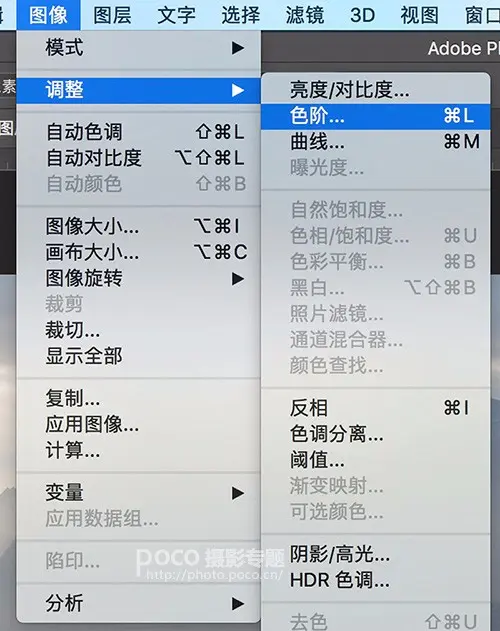 图像 图层 文字 选择 滤镜 3D 视图 窗口
模式
Adobe Ph
调整
亮度/对比度...
色阶... ⌘L
曲线... ⌘M
曝光度...
自动色调 ⇧⌘L
自动对比度 ⌥⇧⌘L
自动颜色 ⇧⌘B
自然饱和度...
色相/饱和度... ⌘U
色彩平衡... ⌘B
黑白... ⌥⇧⌘B
照片滤镜...
通道混合器...
颜色查找...
图像大小... ⌥⌘I
画布大小... ⌥⌘C
图像旋转
裁剪
裁切...
显示全部
反相 ⌘I
色调分离...
阈值...
渐变映射...
可选颜色...
复制...
应用图像...
计算...
变量
应用数据组...
阴影/高光...
HDR 色调...
陷印...
分析
去色 ⇧⌘U
poco 摄影专题
http://photo.poco.cn/